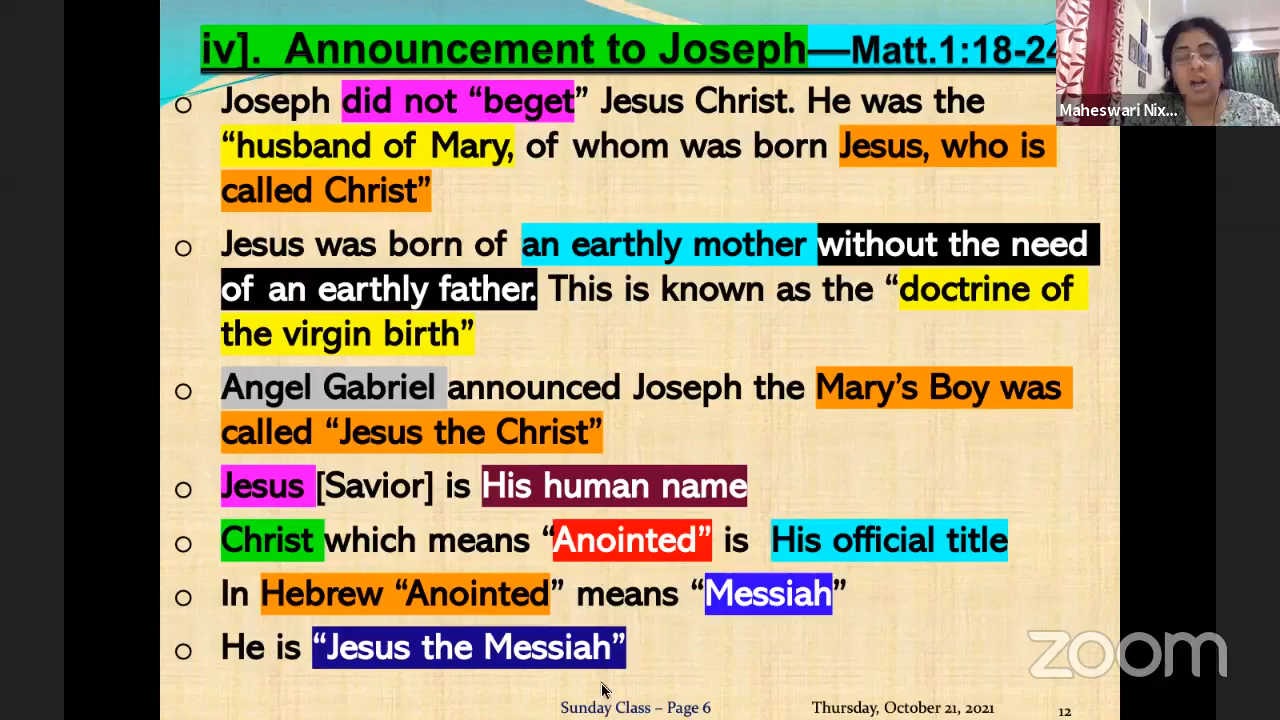 iv]. Announcement to Joseph—Matt.1:18-24
Maheswari Nix...
o Joseph did not “beget” Jesus Christ. He was the
“husband of Mary, of whom was born Jesus, who is
called Christ”
o Jesus was born of an earthly mother without the need
of an earthly father. This is known as the “doctrine of
the virgin birth”
o Angel Gabriel announced Joseph the Mary’s Boy was
called “Jesus the Christ”
o Jesus [Savior] is His human name
o Christ which means “Anointed” is His official title
o In Hebrew “Anointed” means “Messiah”
o He is “Jesus the Messiah”
zoom
Sunday Class – Page 6 Thursday, October 21, 2021 12